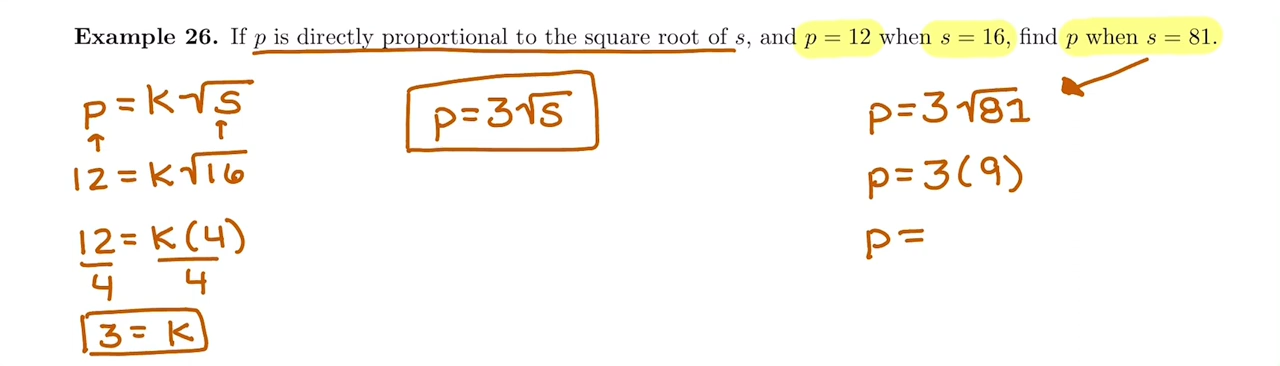 Example 26. If p is directly proportional to the square root of s, and p = 12 when s = 16, find p when s = 81.
p = k√s
12 = k√16
12 = k(4)
4 4
3 = k
p = 3√s
p = 3√81
p = 3(9)
p =